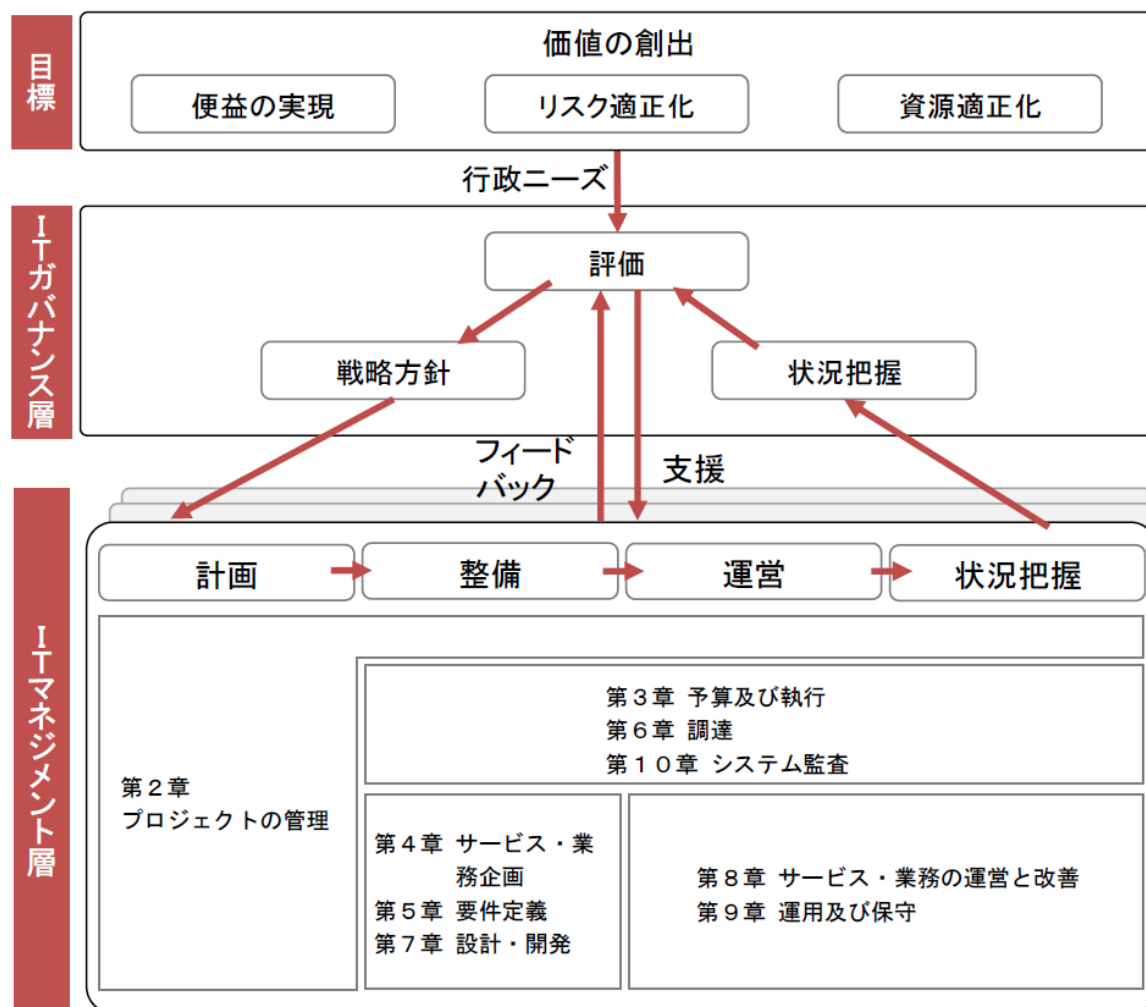 目標
価値の創出
便益の実現
リスク適正化
資源適正化
行政ニーズ
ITガバナンス層
評価
戦略方針
状況把握
フィード
バック
支援
ITマネジメント層
計画
整備
運営
状況把握
第2章
プロジェクトの管理
第3章 予算及び執行
第6章 調達
第10章 システム監査
第4章 サービス・業
務企画
第5章 要件定義
第7章 設計・開発
第8章 サービス・業務の運営と改善
第9章 運用及び保守